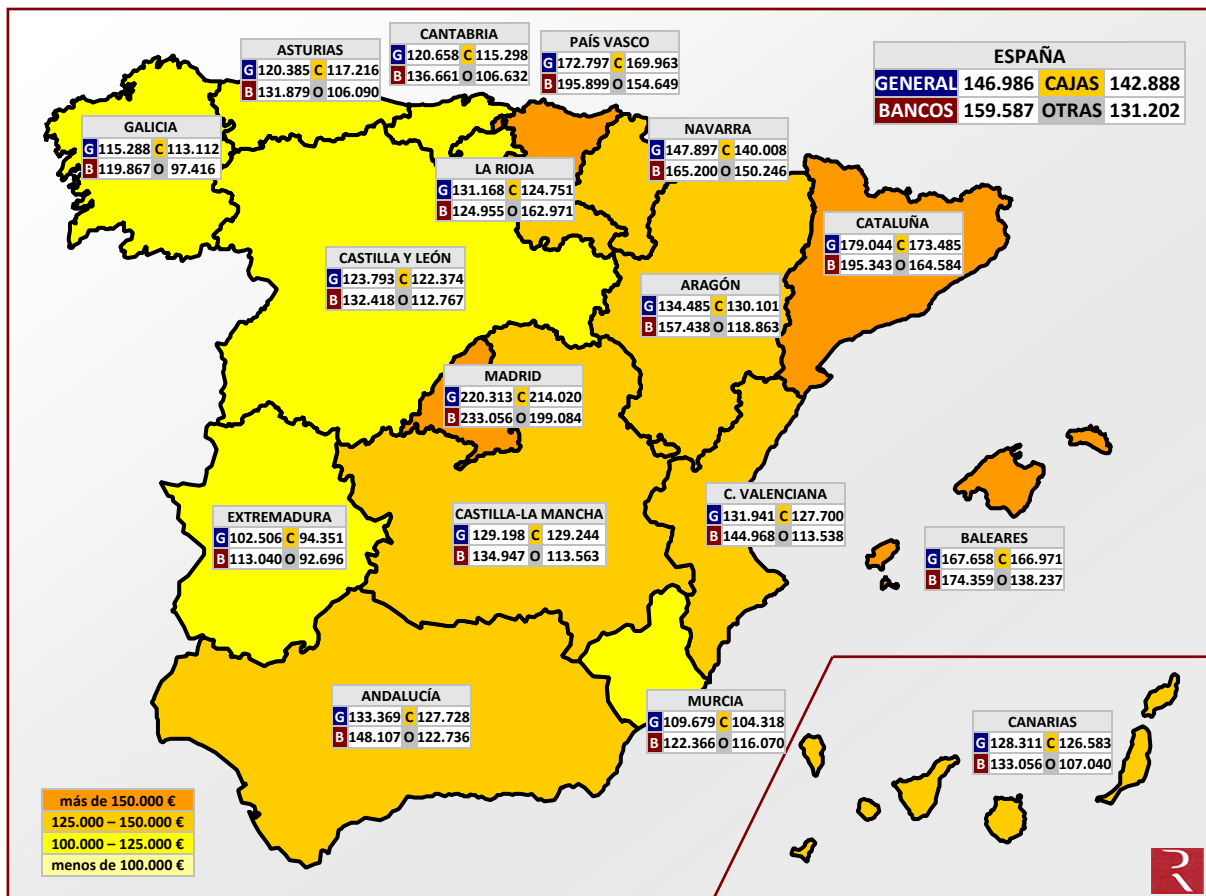 CANTABRIA
G 120.658 C 115.298
B 136.661 O 106.632
ASTURIAS
G 120.385 C 117.216
B 131.879 O 106.090
PAÍS VASCO
G 172.797 C 169.963
B 195.899 O 154.649
ESPAÑA
GENERAL 146.986 CAJAS 142.888
BANCOS 159.587 OTRAS 131.202
GALICIA
G 115.288 C 113.112
B 119.867 O 97.416
NAVARRA
G 147.897 C 140.008
B 165.200 O 150.246
LA RIOJA
G 131.168 C 124.751
B 124.955 O 162.971
CATALUÑA
G 179.044 C 173.485
B 195.343 O 164.584
CASTILLA Y LEÓN
G 123.793 C 122.374
B 132.418 O 112.767
ARAGÓN
G 134.485 C 130.101
B 157.438 O 118.863
MADRID
G 220.313 C 214.020
B 233.056 O 199.084
C. VALENCIANA
G 131.941 C 127.700
B 144.968 O 113.538
EXTREMADURA
G 102.506 C 94.351
B 113.040 O 92.696
CASTILLA-LA MANCHA
G 129.198 C 129.244
B 134.947 O 113.563
BALEARES
G 167.658 C 166.971
B 174.359 O 138.237
ANDALUCÍA
G 133.369 C 127.728
B 148.107 O 122.736
MURCIA
G 109.679 C 104.318
B 122.366 O 116.070
CANARIAS
G 128.311 C 126.583
B 133.056 O 107.040
más de 150.000 €
125.000 – 150.000 €
100.000 – 125.000 €
menos de 100.000 €
R